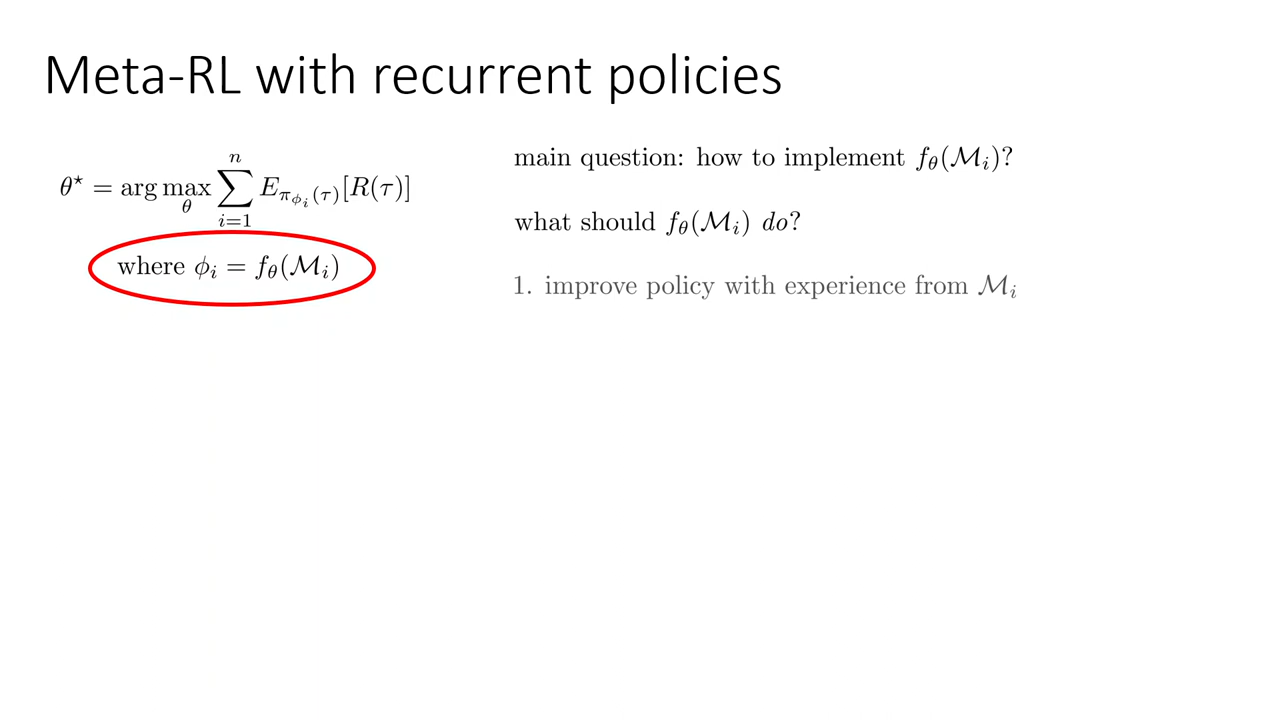 Meta-RL with recurrent policies
θ⋆ = arg max_θ ∑_{i=1}^{n} E_{π_{φ_i}(τ)}[R(τ)]
where ϕ_i = f_θ(ℳ_i)
main question: how to implement f_θ(ℳ_i)?
what should f_θ(ℳ_i) do?
1. improve policy with experience from ℳ_i